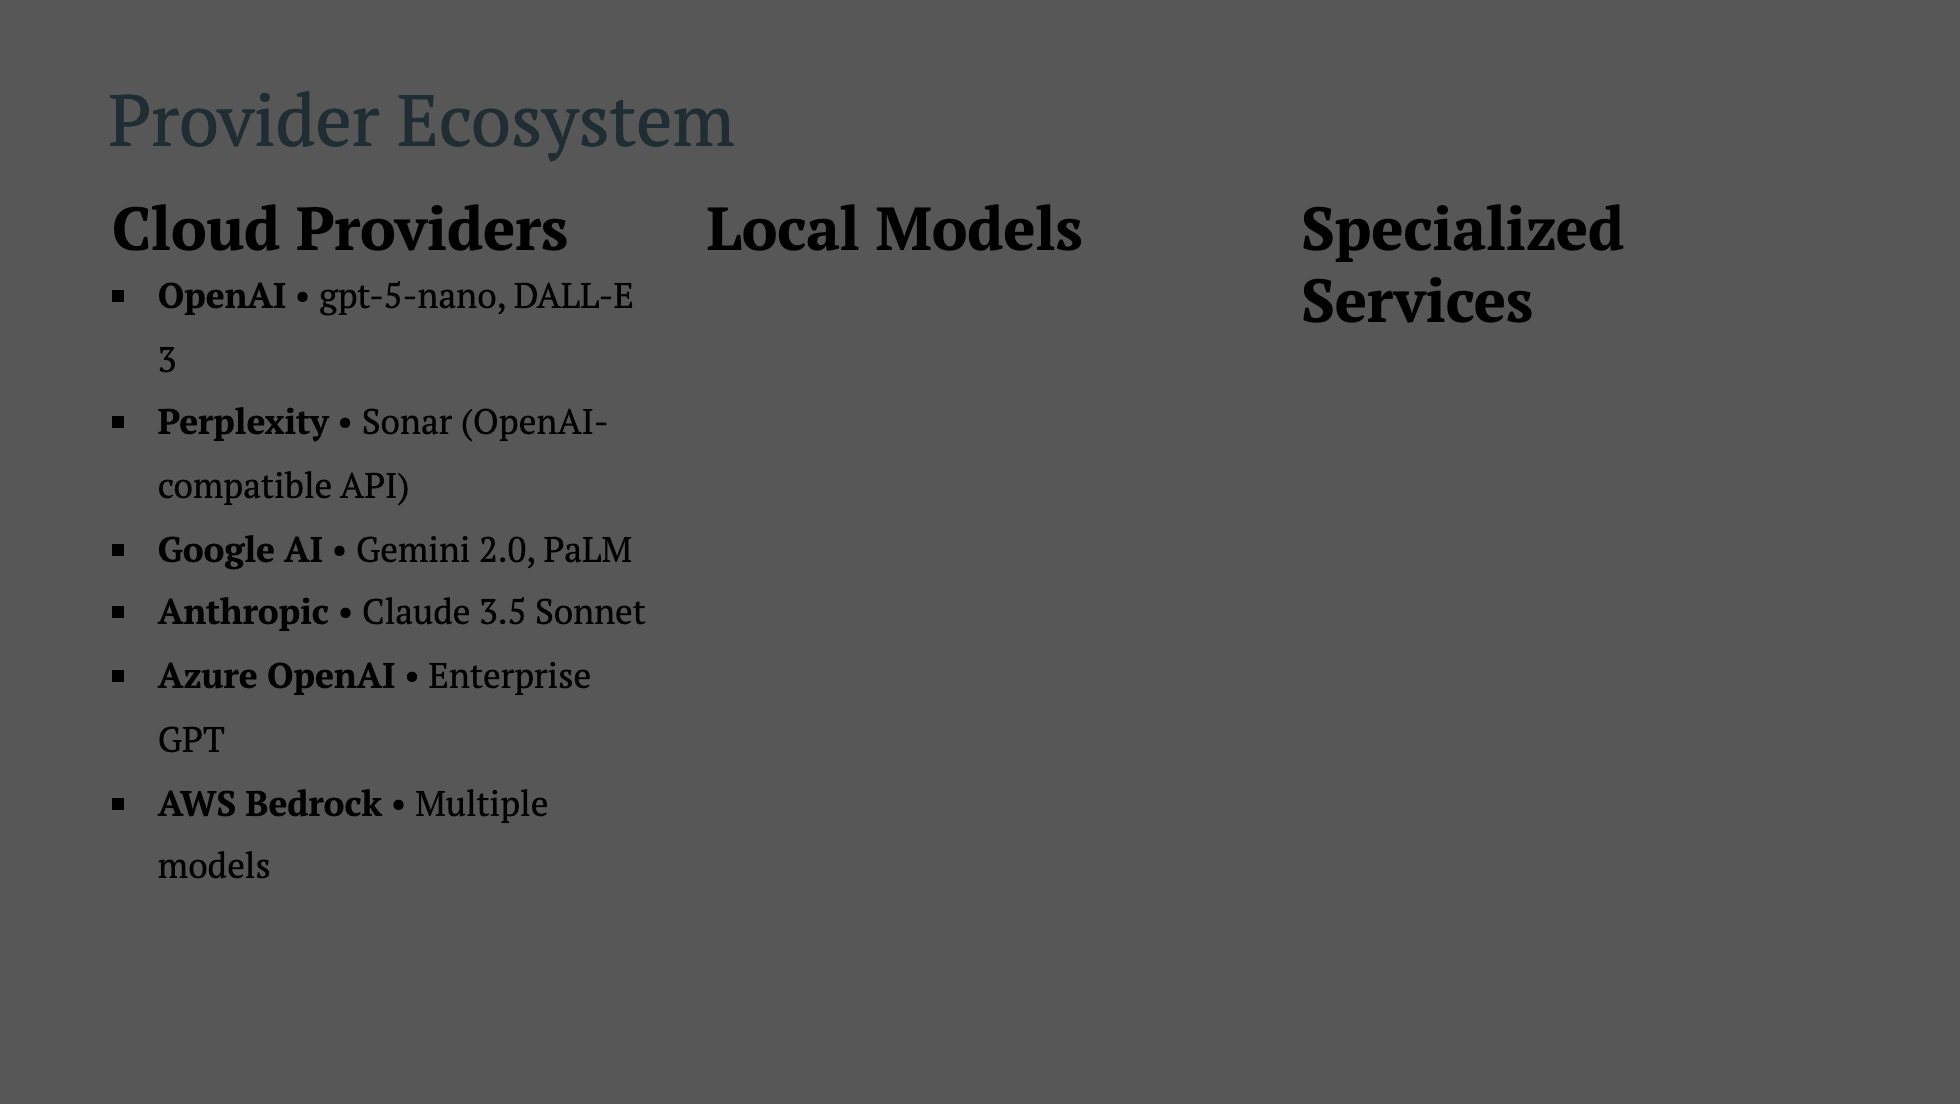 Provider Ecosystem
Cloud Providers
▪ OpenAI • gpt-5-nano, DALL-E
3
▪ Perplexity • Sonar (OpenAI-
compatible API)
▪ Google AI • Gemini 2.0, PaLM
▪ Anthropic • Claude 3.5 Sonnet
▪ Azure OpenAI • Enterprise
GPT
▪ AWS Bedrock • Multiple
models
Local Models
Specialized
Services